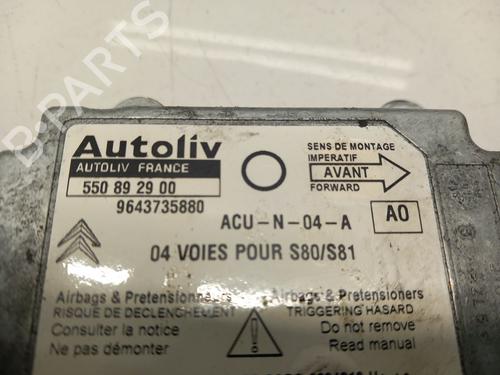 B-PARTS
Autoliv
AUTOLIV FRANCE
550 89 29 00
9643735880
SENS DE MONTAGE
IMPERATIF
AVANT
FORWARD
ACU-N-04-A
A0
04 VOIES POUR S80/S81
Airbags & Pretensionneurs
RISQUE DE DECLENCHEMENT
Consulter la notice
Ne pas démonter
Airbags & Pretensioners
TRIGGERING HASARD
Do not remove
Read manual